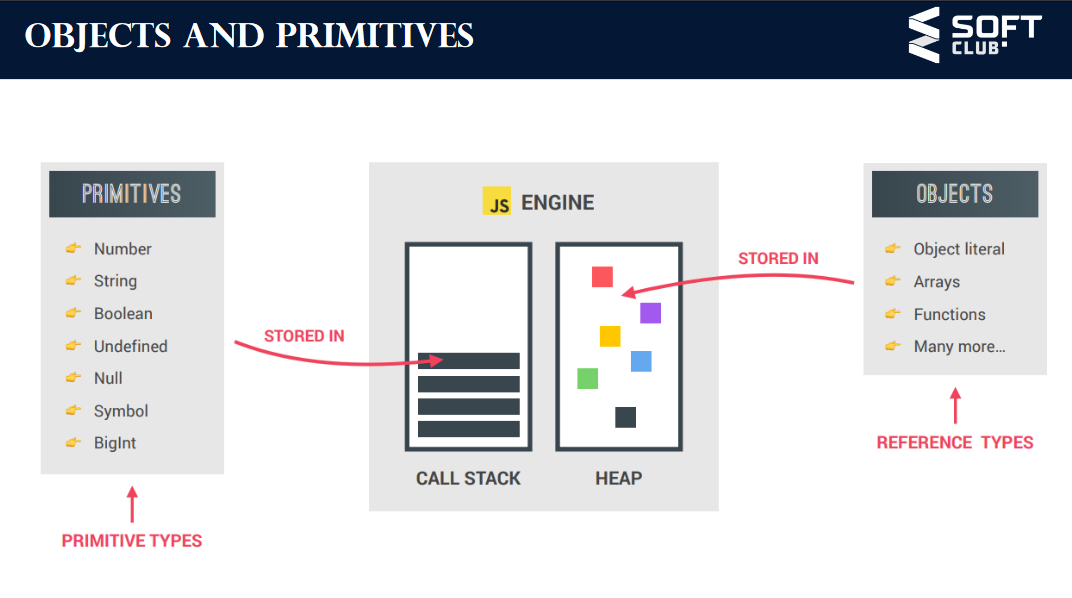 OBJECTS AND PRIMITIVES
SOFT
CLUB
PRIMITIVES
Number
String
Boolean
Undefined
Null
Symbol
BigInt
PRIMITIVE TYPES
STORED IN
JS ENGINE
CALL STACK
HEAP
STORED IN
OBJECTS
Object literal
Arrays
Functions
Many more…
REFERENCE TYPES